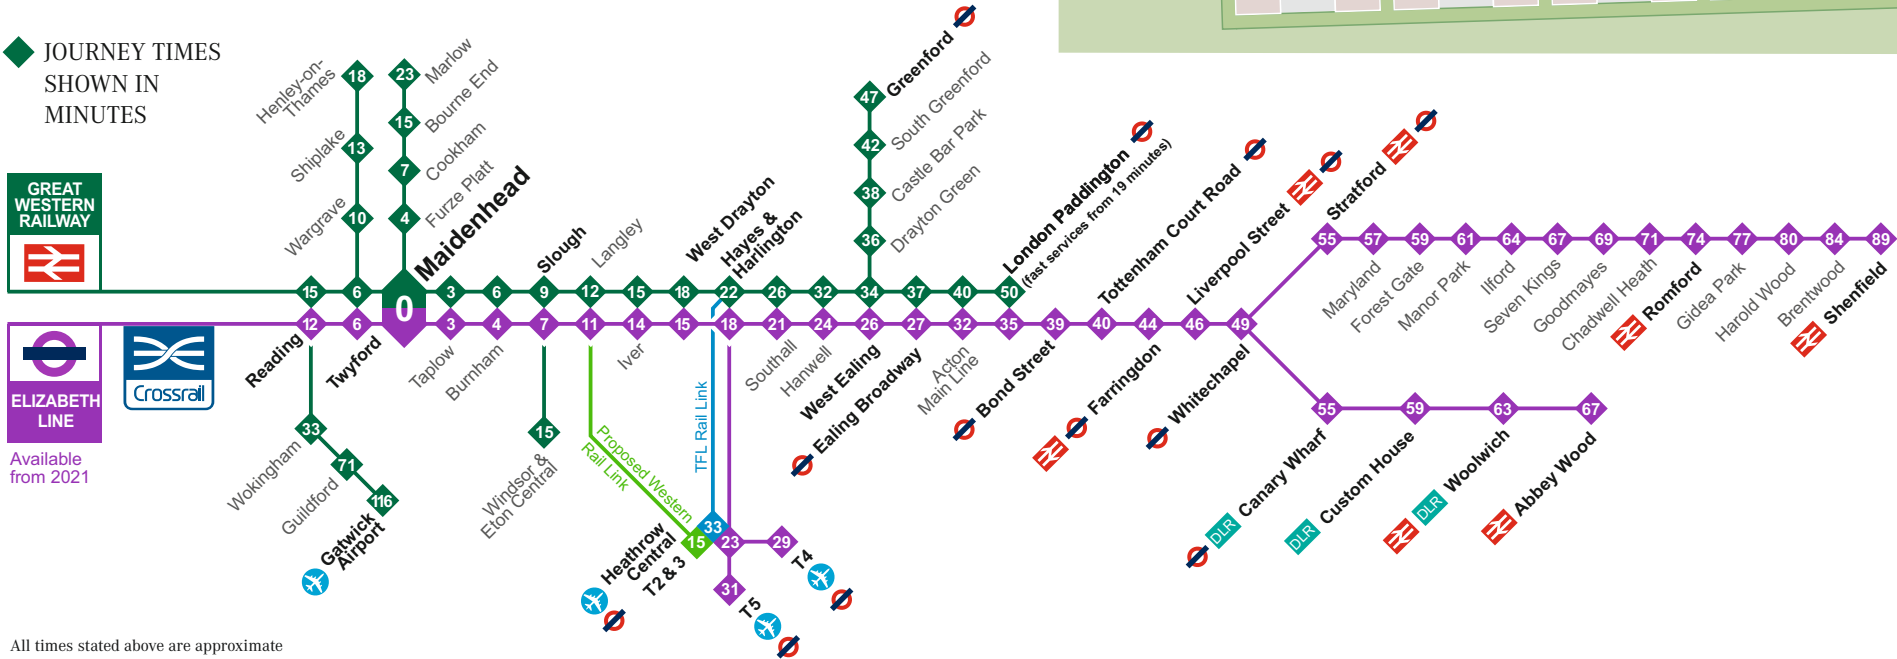 JOURNEY TIMES
SHOWN IN
MINUTES
GREAT
WESTERN
RAILWAY
ELIZABETH
LINE
Available
from 2021
Crossrail
Henley-on-
Thames
18
Shiplake
13
Wargrave
10
23
Marlow
15
Bourne End
7
Cookham
4
Furze Platt
Maidenhead
0
47
Greenford
42
South Greenford
38
Castle Bar Park
36
Drayton Green
Slough
Langley
West Drayton
Hayes &
Harlington
London Paddington
(fast services from 19 minutes)
Tottenham Court Road
Liverpool Street
Stratford
15 6 3 6 9 12 15 18 22 26 32 34 37 40 50
12 6 3 4 7 11 14 15 18 21 24 26 27 32 35 39 40 44 46 49
Reading
Twyford
Taplow
Burnham
Iver
Southall
Hanwell
West Ealing
Ealing Broadway
Acton
Main Line
Bond Street
Farringdon
Whitechapel
55 57 59 61 64 67 69 71 74 77 80 84 89
Maryland
Forest Gate
Manor Park
Ilford
Seven Kings
Goodmayes
Chadwell Heath
Romford
Gidea Park
Harold Wood
Brentwood
Shenfield
55 59 63 67
Canary Wharf
DLR
Custom House
DLR
Woolwich
DLR
Abbey Wood
33
Wokingham
71
Guildford
116
Gatwick
Airport
15
Windsor &
Eton Central
Proposed Western
Rail Link
TFL Rail Link
33
15
23
29
31
Heathrow
Central
T2 & 3
T4
T5
All times stated above are approximate